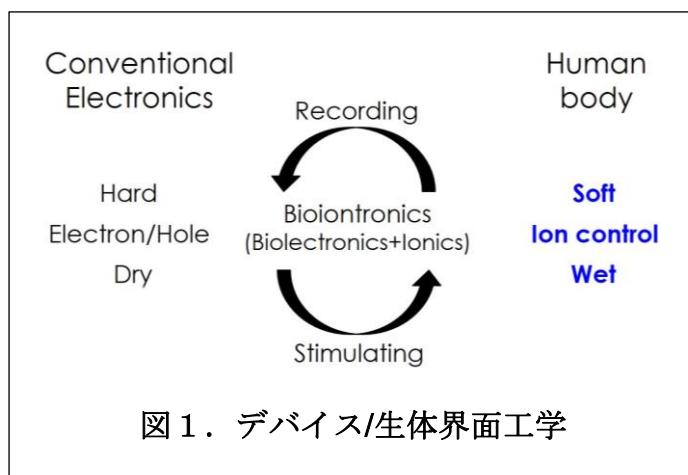 Conventional
Electronics
Human
body
Recording
Hard
Electron/Hole
Dry
Bioiontronics
(Biolectronics+Ionics)
Soft
Ion control
Wet
Stimulating
図１．デバイス/生体界面工学